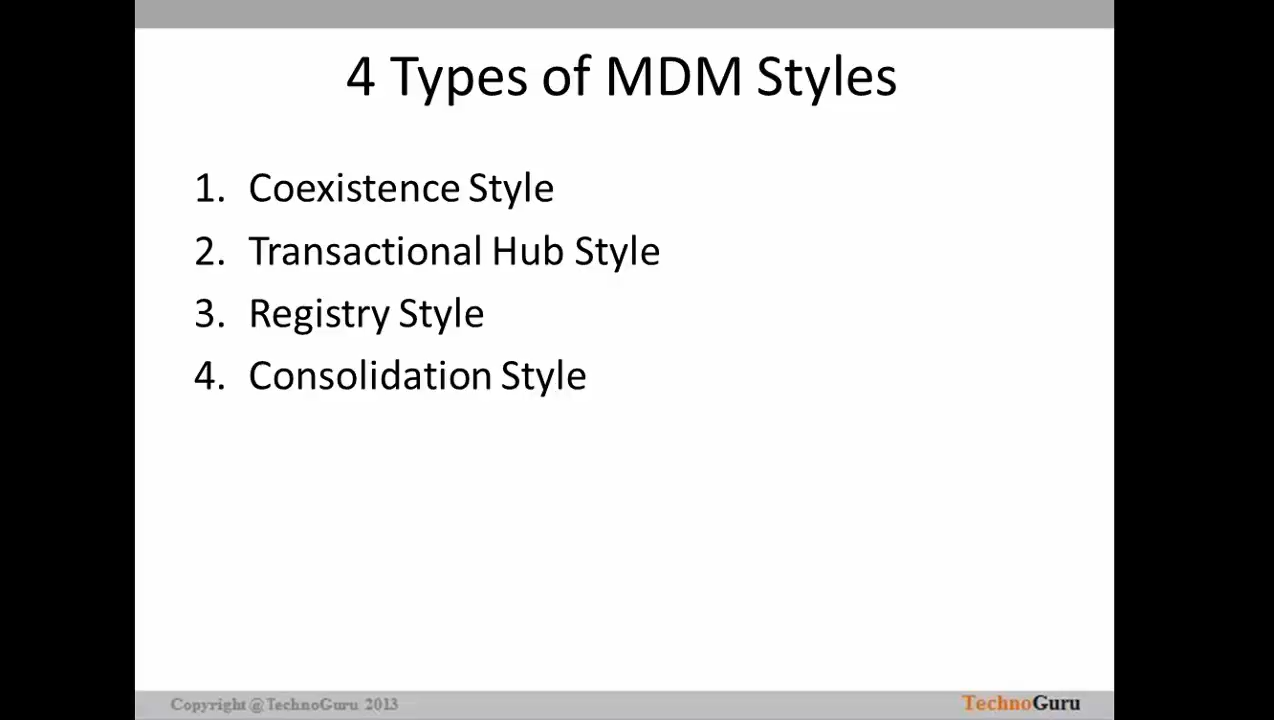 4 Types of MDM Styles
1. Coexistence Style
2. Transactional Hub Style
3. Registry Style
4. Consolidation Style
Copyright @ TechnoGuru 2013
TechnoGuru